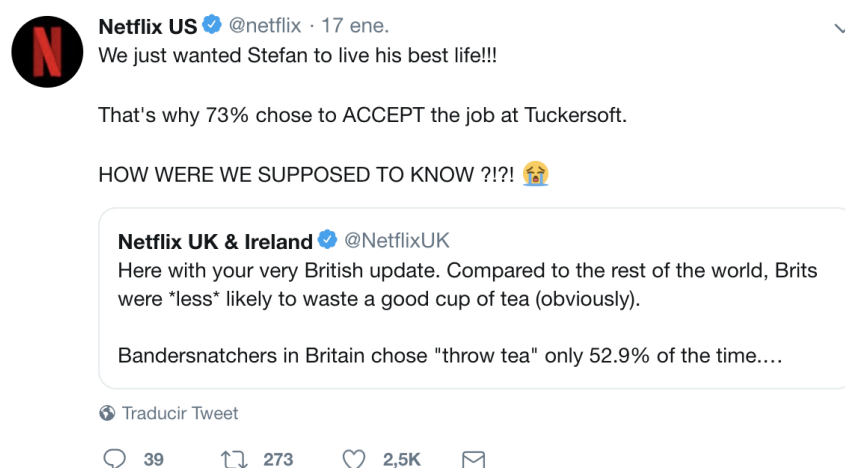 Netflix US @netflix · 17 ene.
We just wanted Stefan to live his best life!!!
That's why 73% chose to ACCEPT the job at Tuckersoft.
HOW WERE WE SUPPOSED TO KNOW ?!?! 😭
Netflix UK & Ireland @NetflixUK
Here with your very British update. Compared to the rest of the world, Brits
were *less* likely to waste a good cup of tea (obviously).
Bandersnatchers in Britain chose "throw tea" only 52.9% of the time....
Traducir Tweet
39 273 2,5K